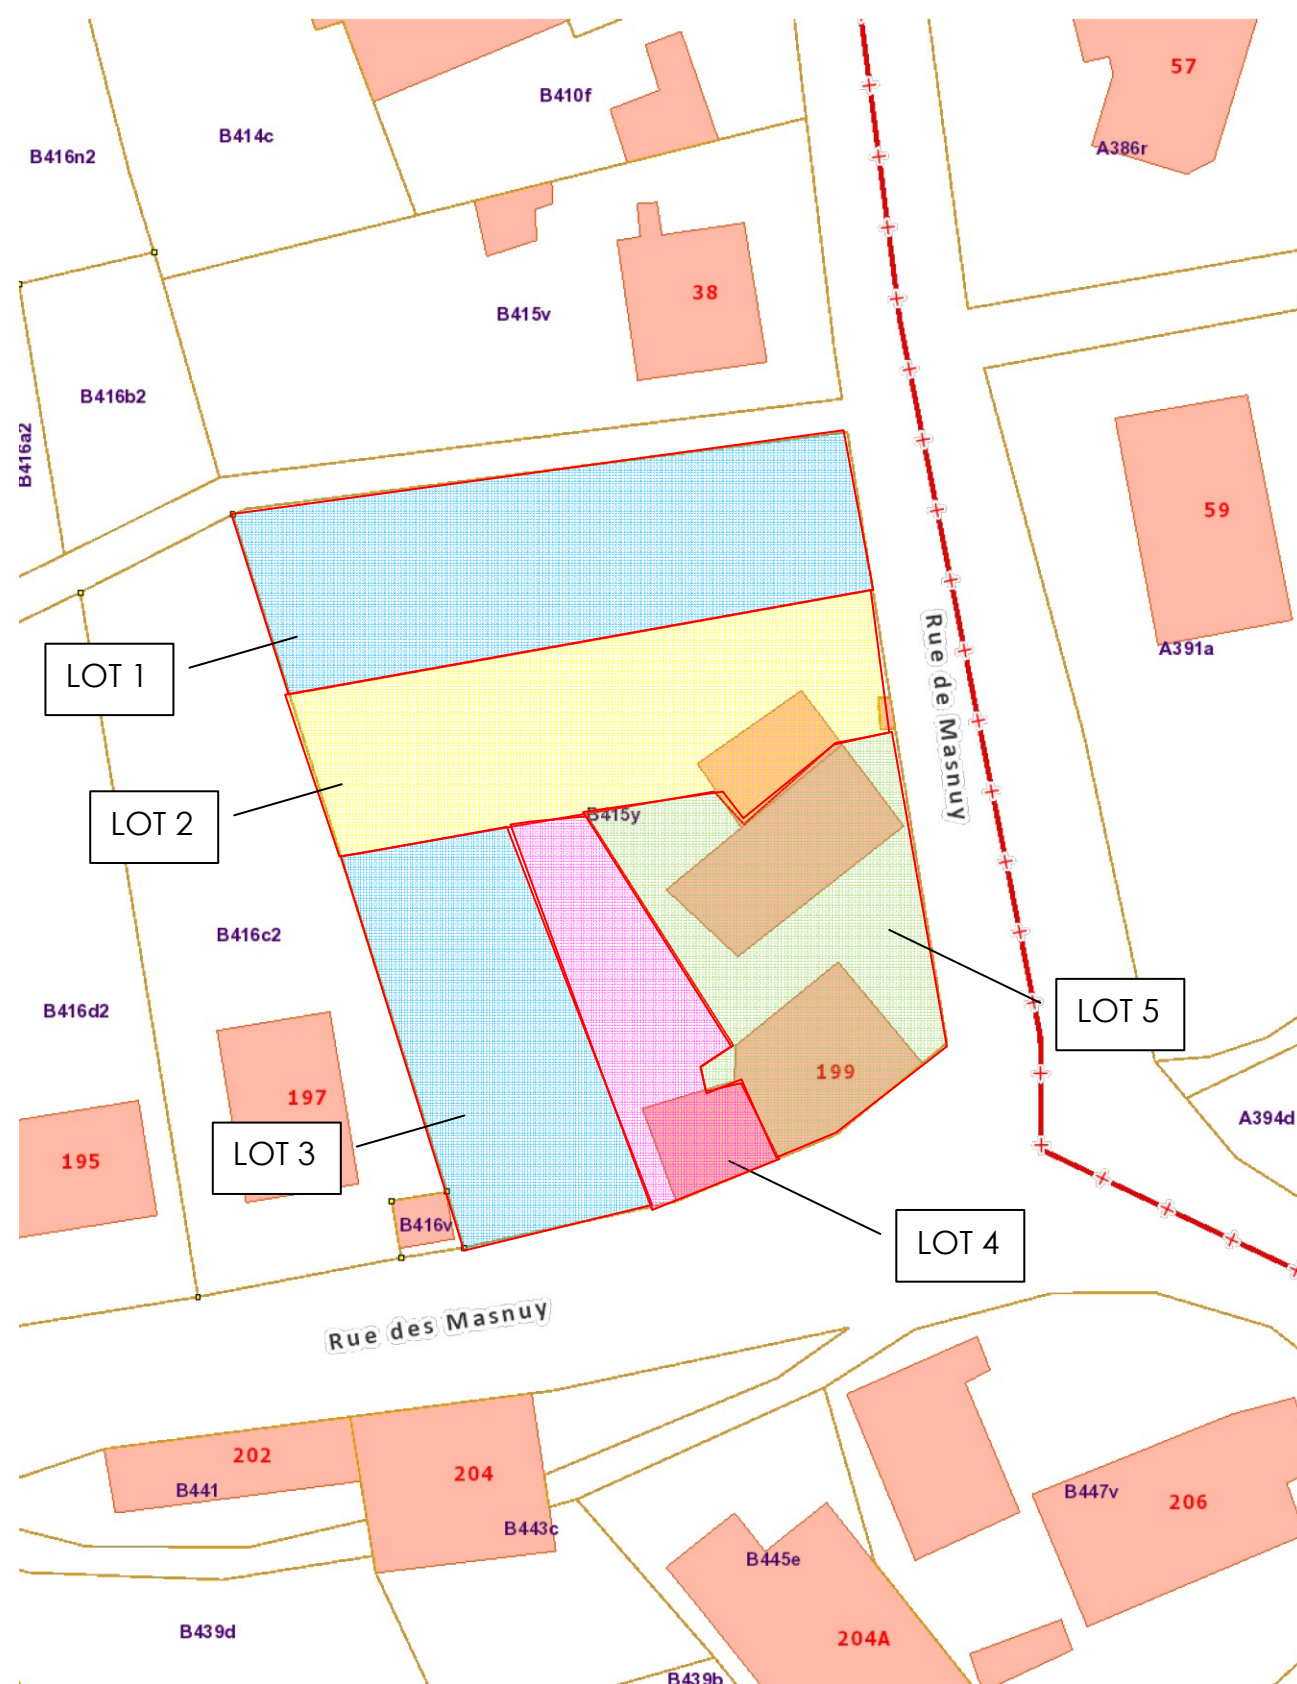 57
B410f
B414c
A386r
B416n2
38
B415v
B416b2
B416a2
59
Rue de Masnuy
A391a
LOT 1
LOT 2
B415y
B416c2
B416d2
LOT 5
199
197
A394d
LOT 3
195
B416v
LOT 4
Rue des Masnuy
202
204
B441
B447v
206
B443c
B445e
B439d
204A
B439b